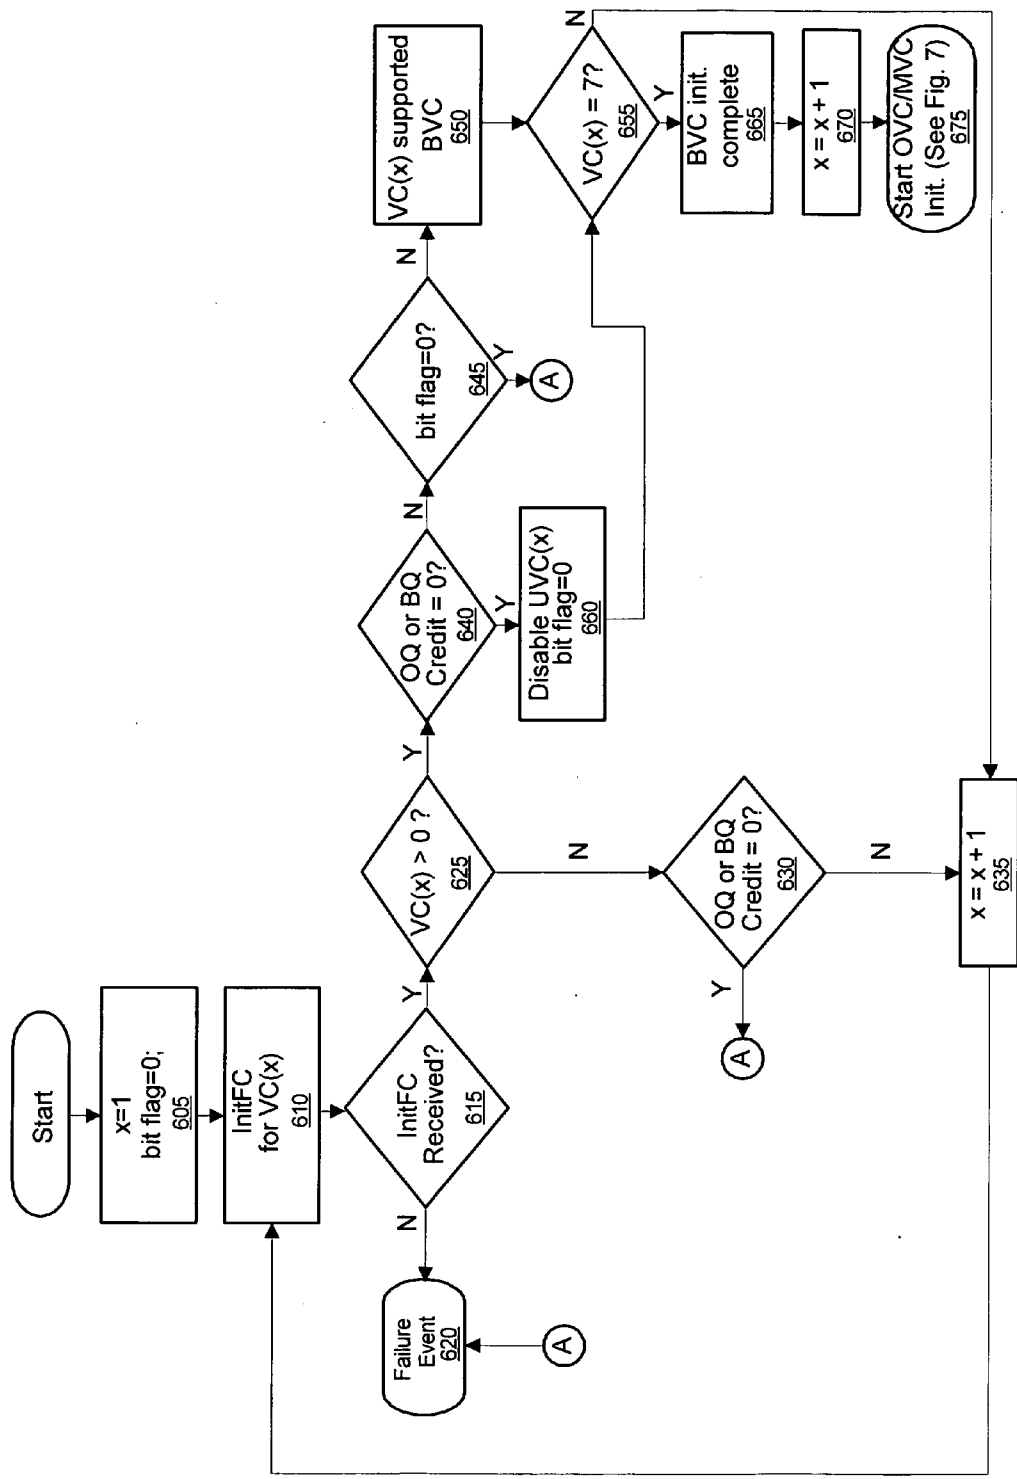 Start
x=1
bit flag=0;
605
InitFC
for VC(x)
610
InitFC
Received?
615
N
Y
Failure
Event
620
A
VC(x) > 0 ?
625
Y
N
OQ or BQ
Credit = 0?
630
Y
A
N
x = x + 1
635
OQ or BQ
Credit = 0?
640
N
Y
Disable UVC(x)
bit flag=0
660
bit flag=0?
645
N
Y
A
VC(x) supported
BVC
650
VC(x) = 7?
655
N
Y
BVC init.
complete
665
x = x + 1
670
Start OVC/MVC
Init. (See Fig. 7)
675